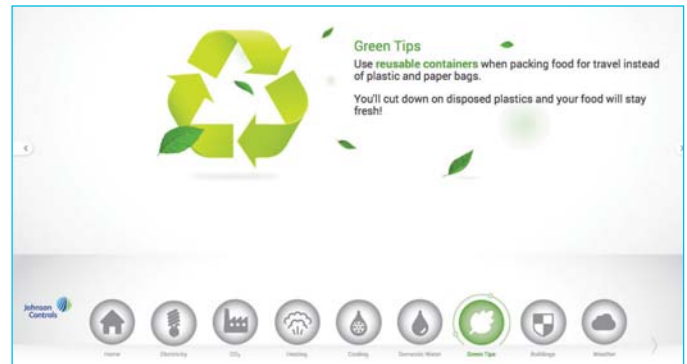 Green Tips
Use reusable containers when packing food for travel instead
of plastic and paper bags.
You'll cut down on disposed plastics and your food will stay
fresh!
Johnson
Controls
Home
Electricity
CO₂
Heating
Cooling
Domestic Water
Green Tips
Buildings
Weather